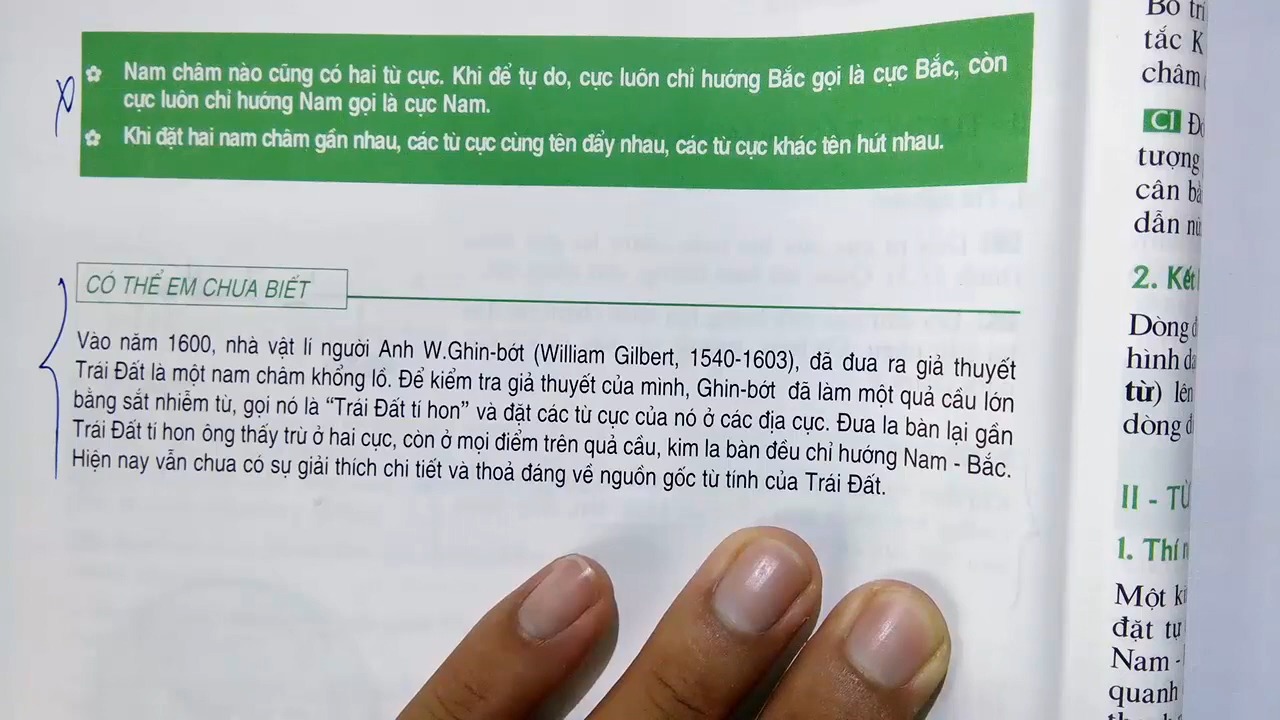 Nam châm nào cũng có hai từ cực. Khi để tự do, cực luôn chỉ hướng Bắc gọi là cực Bắc, còn
cực luôn chỉ hướng Nam gọi là cực Nam.
Khi đặt hai nam châm gần nhau, các từ cực cùng tên đẩy nhau, các từ cực khác tên hút nhau.
CÓ THỂ EM CHƯA BIẾT
Vào năm 1600, nhà vật lí người Anh W.Ghin-bớt (William Gilbert, 1540-1603), đã đưa ra giả thuyết
Trái Đất là một nam châm khổng lồ. Để kiểm tra giả thuyết của mình, Ghin-bớt đã làm một quả cầu lớn
bằng sắt nhiễm từ, gọi nó là “Trái Đất tí hon” và đặt các từ cực của nó ở các địa cực. Đưa la bàn lại gần
Trái Đất tí hon ông thấy trừ ở hai cực, còn ở mọi điểm trên quả cầu, kim la bàn đều chỉ hướng Nam - Bắc.
Hiện nay vẫn chưa có sự giải thích chi tiết và thoả đáng về nguồn gốc từ tính của Trái Đất.
Bố
tắc
châm
C1
tượng
cân
dẫn
2. Kết
Dòng
hình
từ) lên
dòng
II -
1.
Một
đặt tự
Nam -
quanh